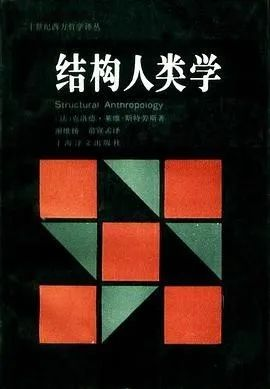 二十世纪西方哲学译丛
结构人类学
Structural Anthropology
〔法〕克洛德·莱维-斯特劳斯著
谢维扬 俞宣孟译
上海译文出版社